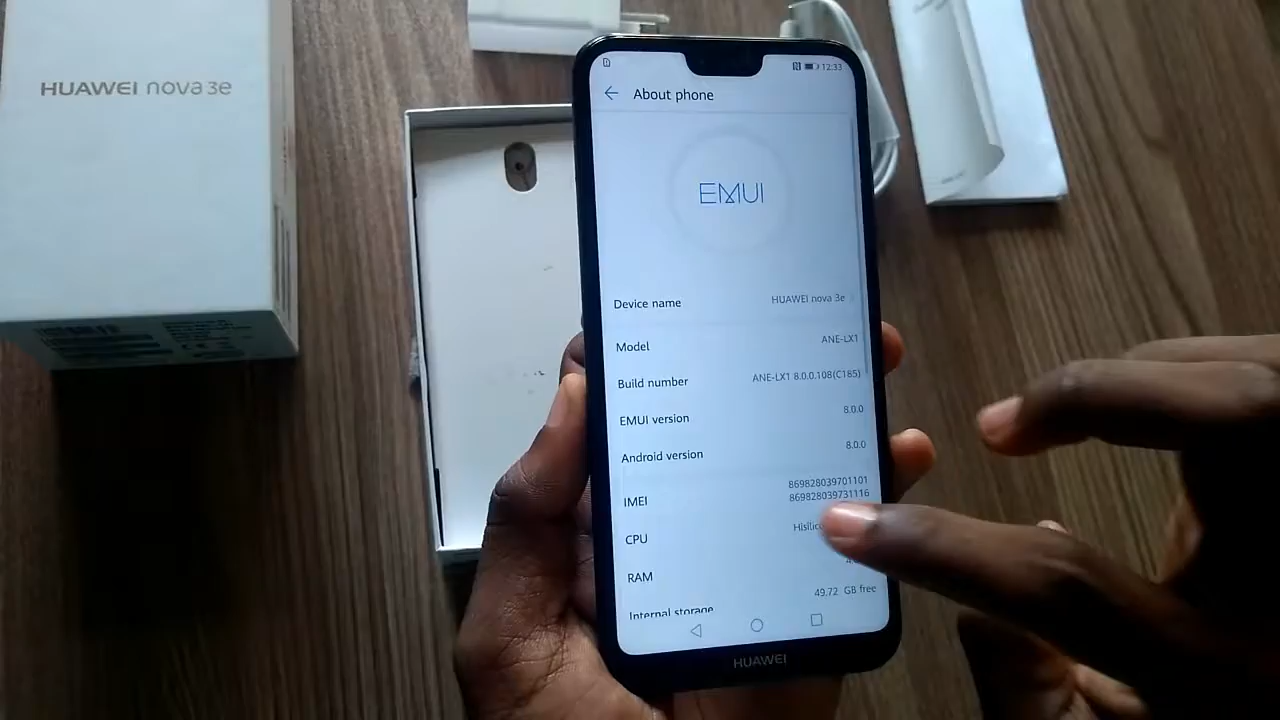 HUAWEI nova 3e
12:33
About phone
EMUI
Device name HUAWEI nova 3e
Model ANE-LX1
Build number ANE-LX1 8.0.0.108(C185)
EMUI version 8.0.0
Android version 8.0.0
IMEI 869828039701101
869828039731116
CPU
RAM
Internal storage 49.72 GB free
HUAWEI